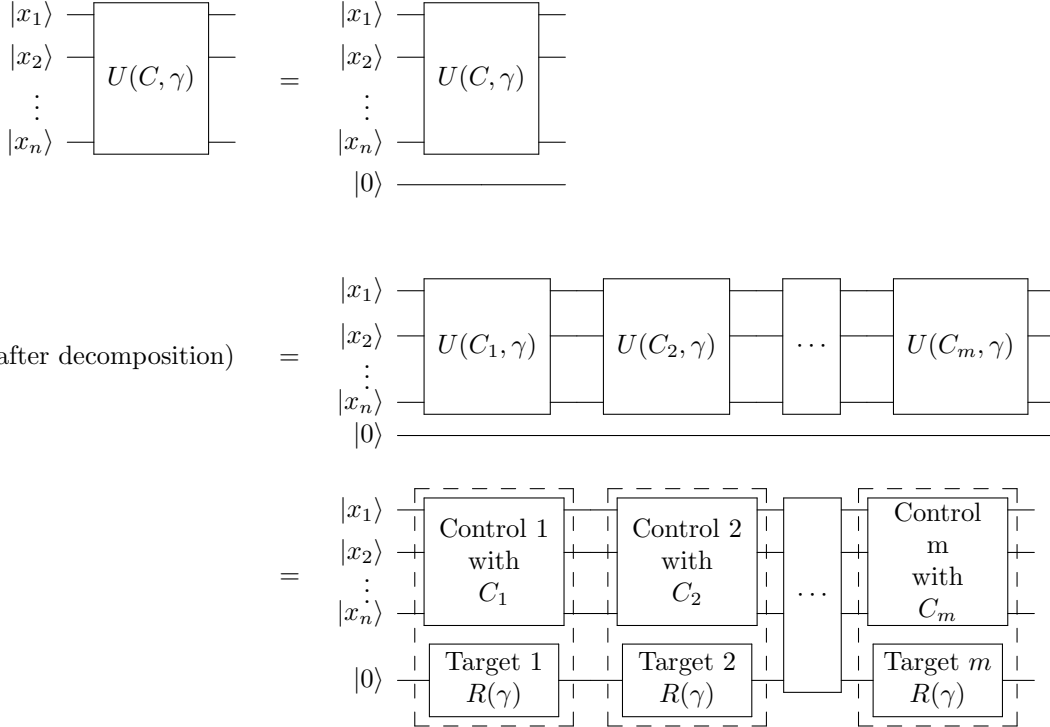 |x₁⟩ |x₁⟩
|x₂⟩ U(C, γ) = |x₂⟩ U(C, γ)
⋮ ⋮
|xₙ⟩ |xₙ⟩
|0⟩
|x₁⟩
|x₂⟩
after decomposition) = U(C₁, γ) U(C₂, γ) ⋯ U(Cₘ, γ)
⋮
|xₙ⟩
|0⟩
|x₁⟩ Control 1 Control 2 Control
|x₂⟩ with with m
= ⋮ C₁ C₂ ⋯ with
|xₙ⟩ Cₘ
|0⟩ Target 1 Target 2 Target m
R(γ) R(γ) R(γ)